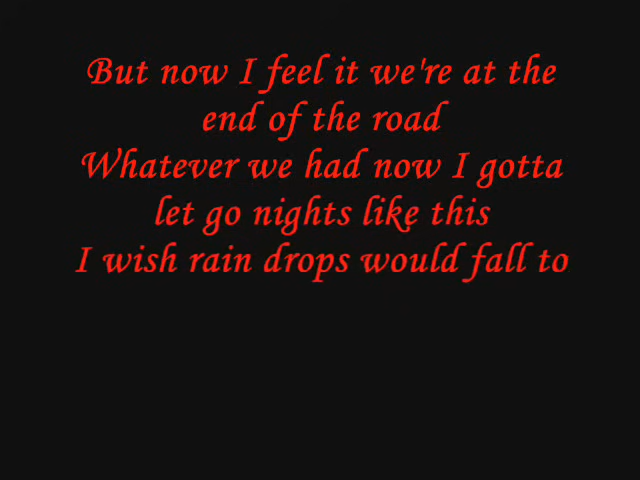 But now I feel it we're at the
end of the road
Whatever we had now I gotta
let go nights like this
I wish rain drops would fall to